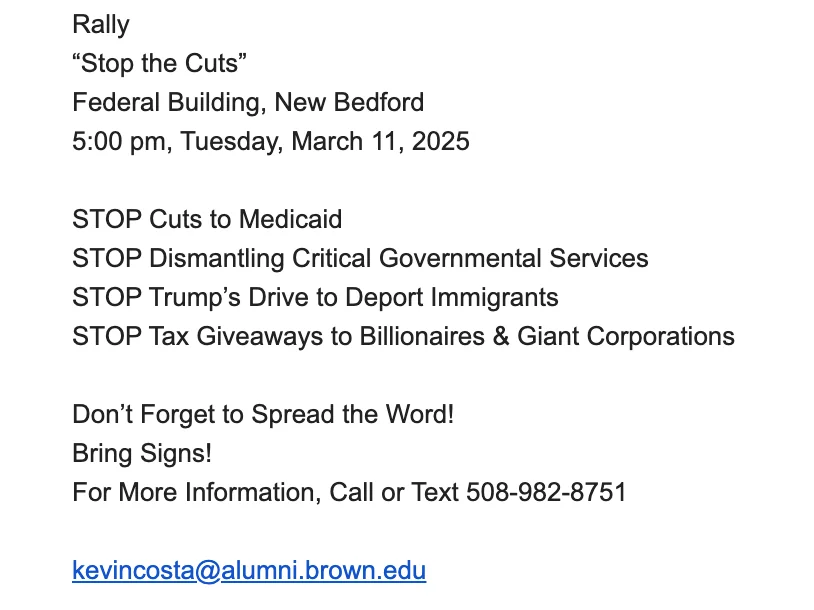 Rally
“Stop the Cuts”
Federal Building, New Bedford
5:00 pm, Tuesday, March 11, 2025
STOP Cuts to Medicaid
STOP Dismantling Critical Governmental Services
STOP Trump’s Drive to Deport Immigrants
STOP Tax Giveaways to Billionaires & Giant Corporations
Don’t Forget to Spread the Word!
Bring Signs!
For More Information, Call or Text 508-982-8751
kevincosta@alumni.brown.edu